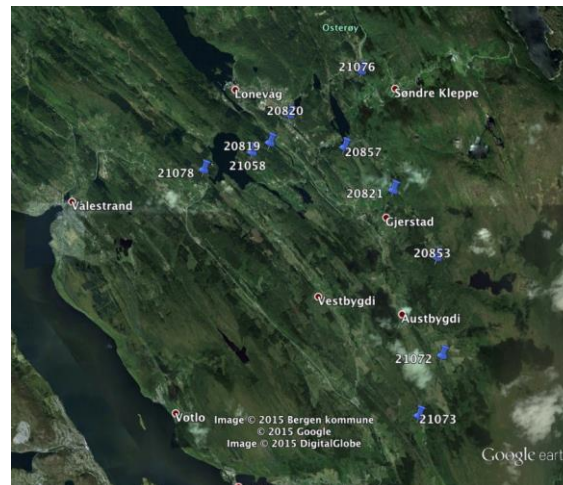 Osterøy
21076
Lonevåg
Søndre Kleppe
20820
20819
20857
21058
21078
20821
Valestrand
Gjerstad
20853
Vestbygdi
Austbygdi
21072
Votlo
21073
Image © 2015 Bergen kommune
© 2015 Google
Image © 2015 DigitalGlobe
Google eart